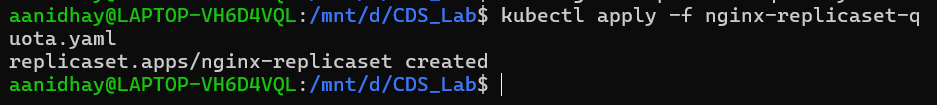 aanidhay@LAPTOP-VH6D4VQL:/mnt/d/CDS_Lab$ kubectl apply -f nginx-replicaset-q
uota.yaml
replicaset.apps/nginx-replicaset created
aanidhay@LAPTOP-VH6D4VQL:/mnt/d/CDS_Lab$